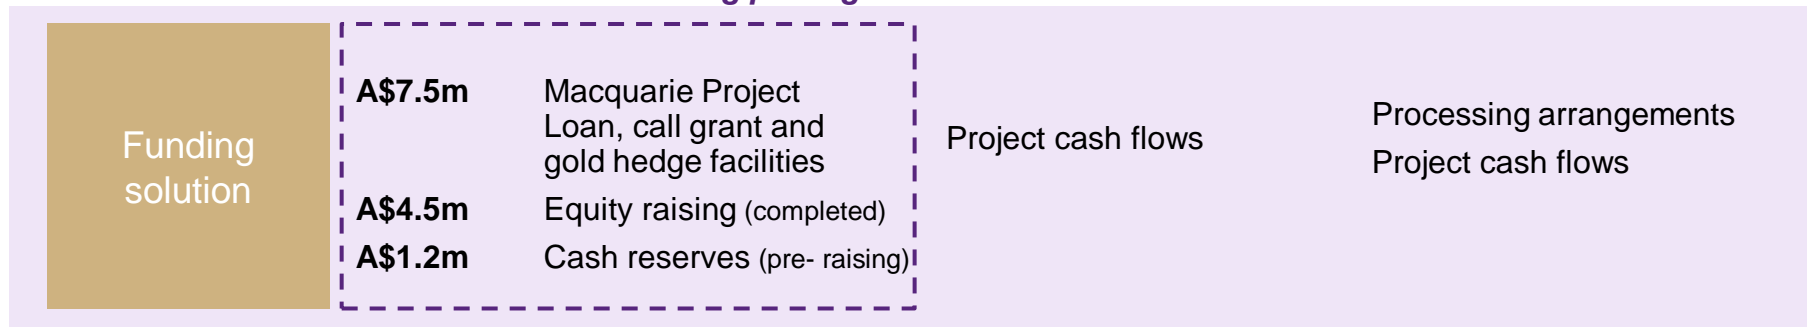 Funding
solution
A$7.5m Macquarie Project
Loan, call grant and
gold hedge facilities
A$4.5m Equity raising (completed)
A$1.2m Cash reserves (pre- raising)
Project cash flows
Processing arrangements
Project cash flows